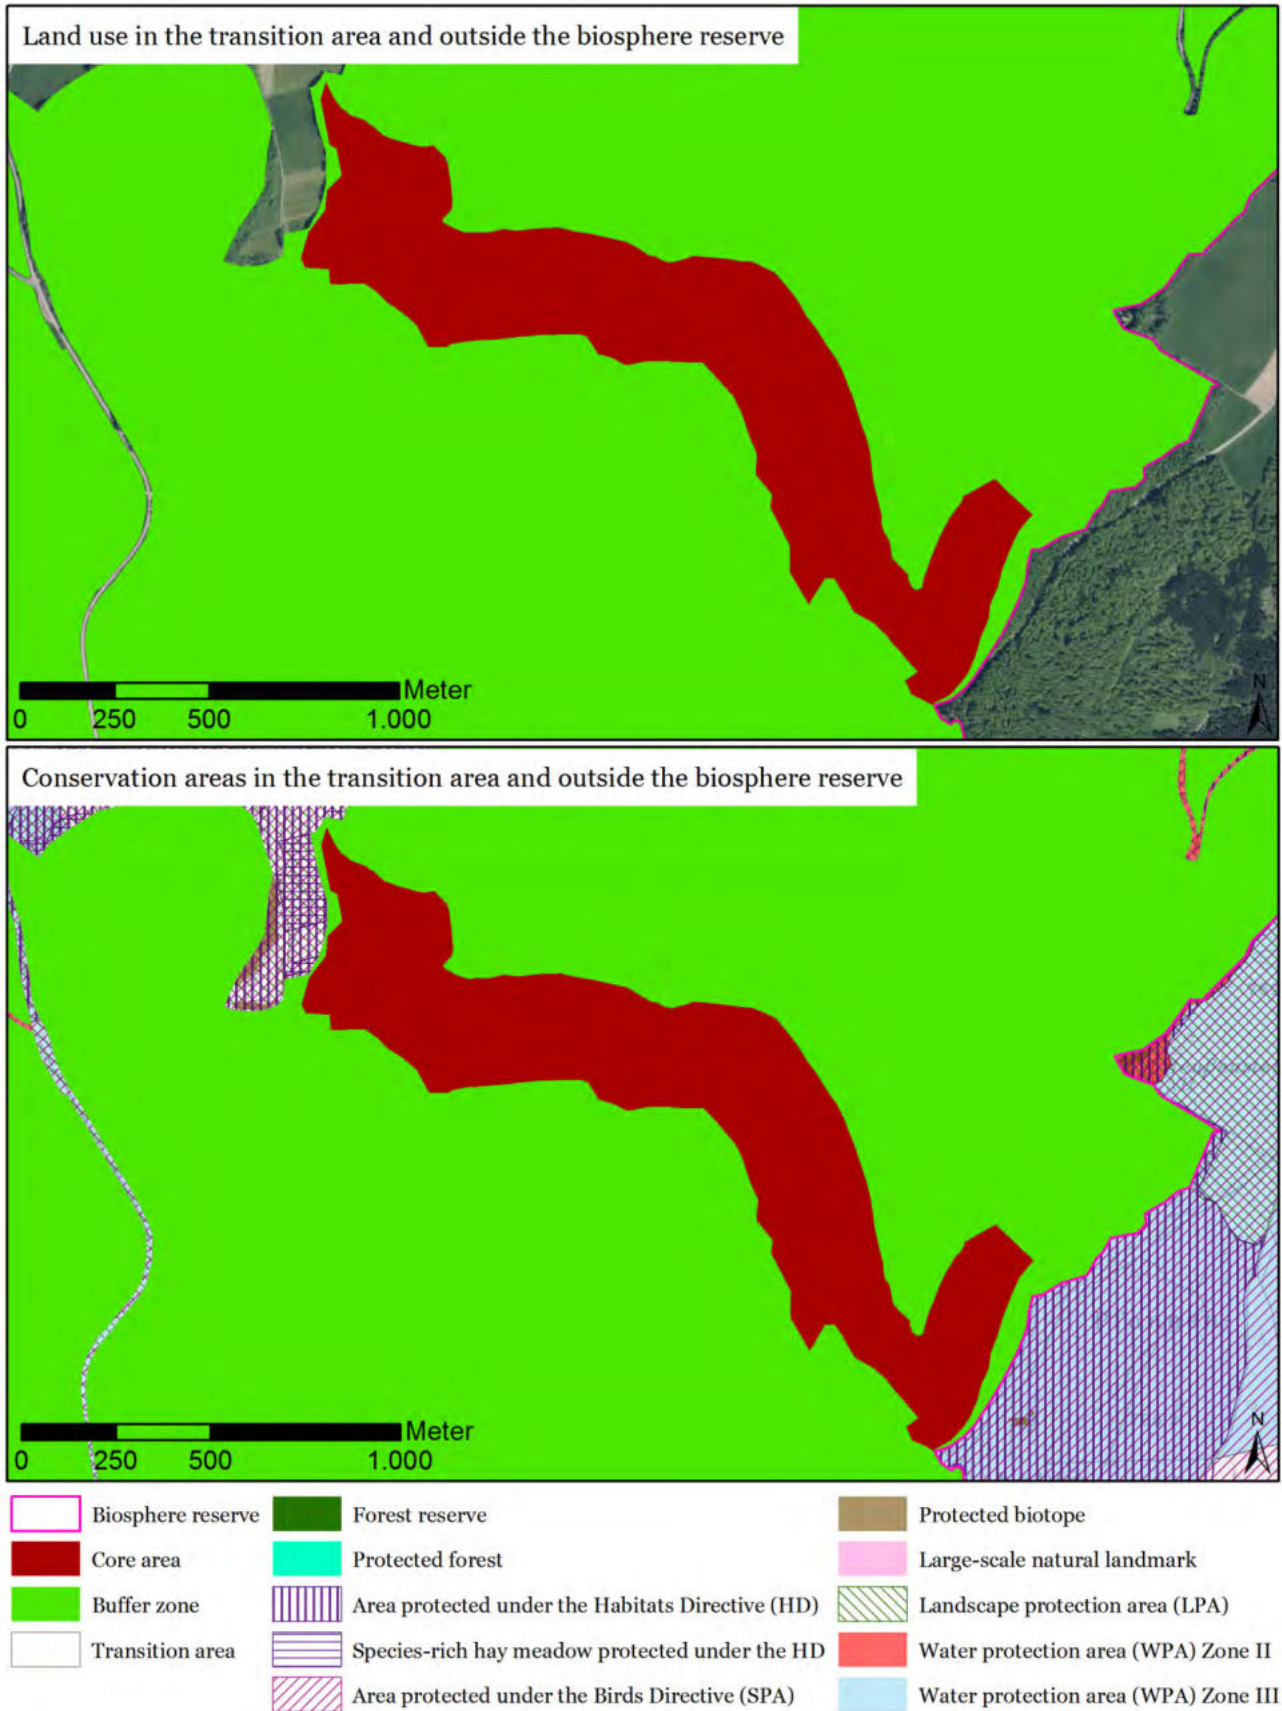 Land use in the transition area and outside the biosphere reserve
N
Meter
0 250 500 1.000
Conservation areas in the transition area and outside the biosphere reserve
N
Meter
0 250 500 1.000
Biosphere reserve
Core area
Buffer zone
Transition area
Forest reserve
Protected forest
Area protected under the Habitats Directive (HD)
Species-rich hay meadow protected under the HD
Area protected under the Birds Directive (SPA)
Protected biotope
Large-scale natural landmark
Landscape protection area (LPA)
Water protection area (WPA) Zone II
Water protection area (WPA) Zone III